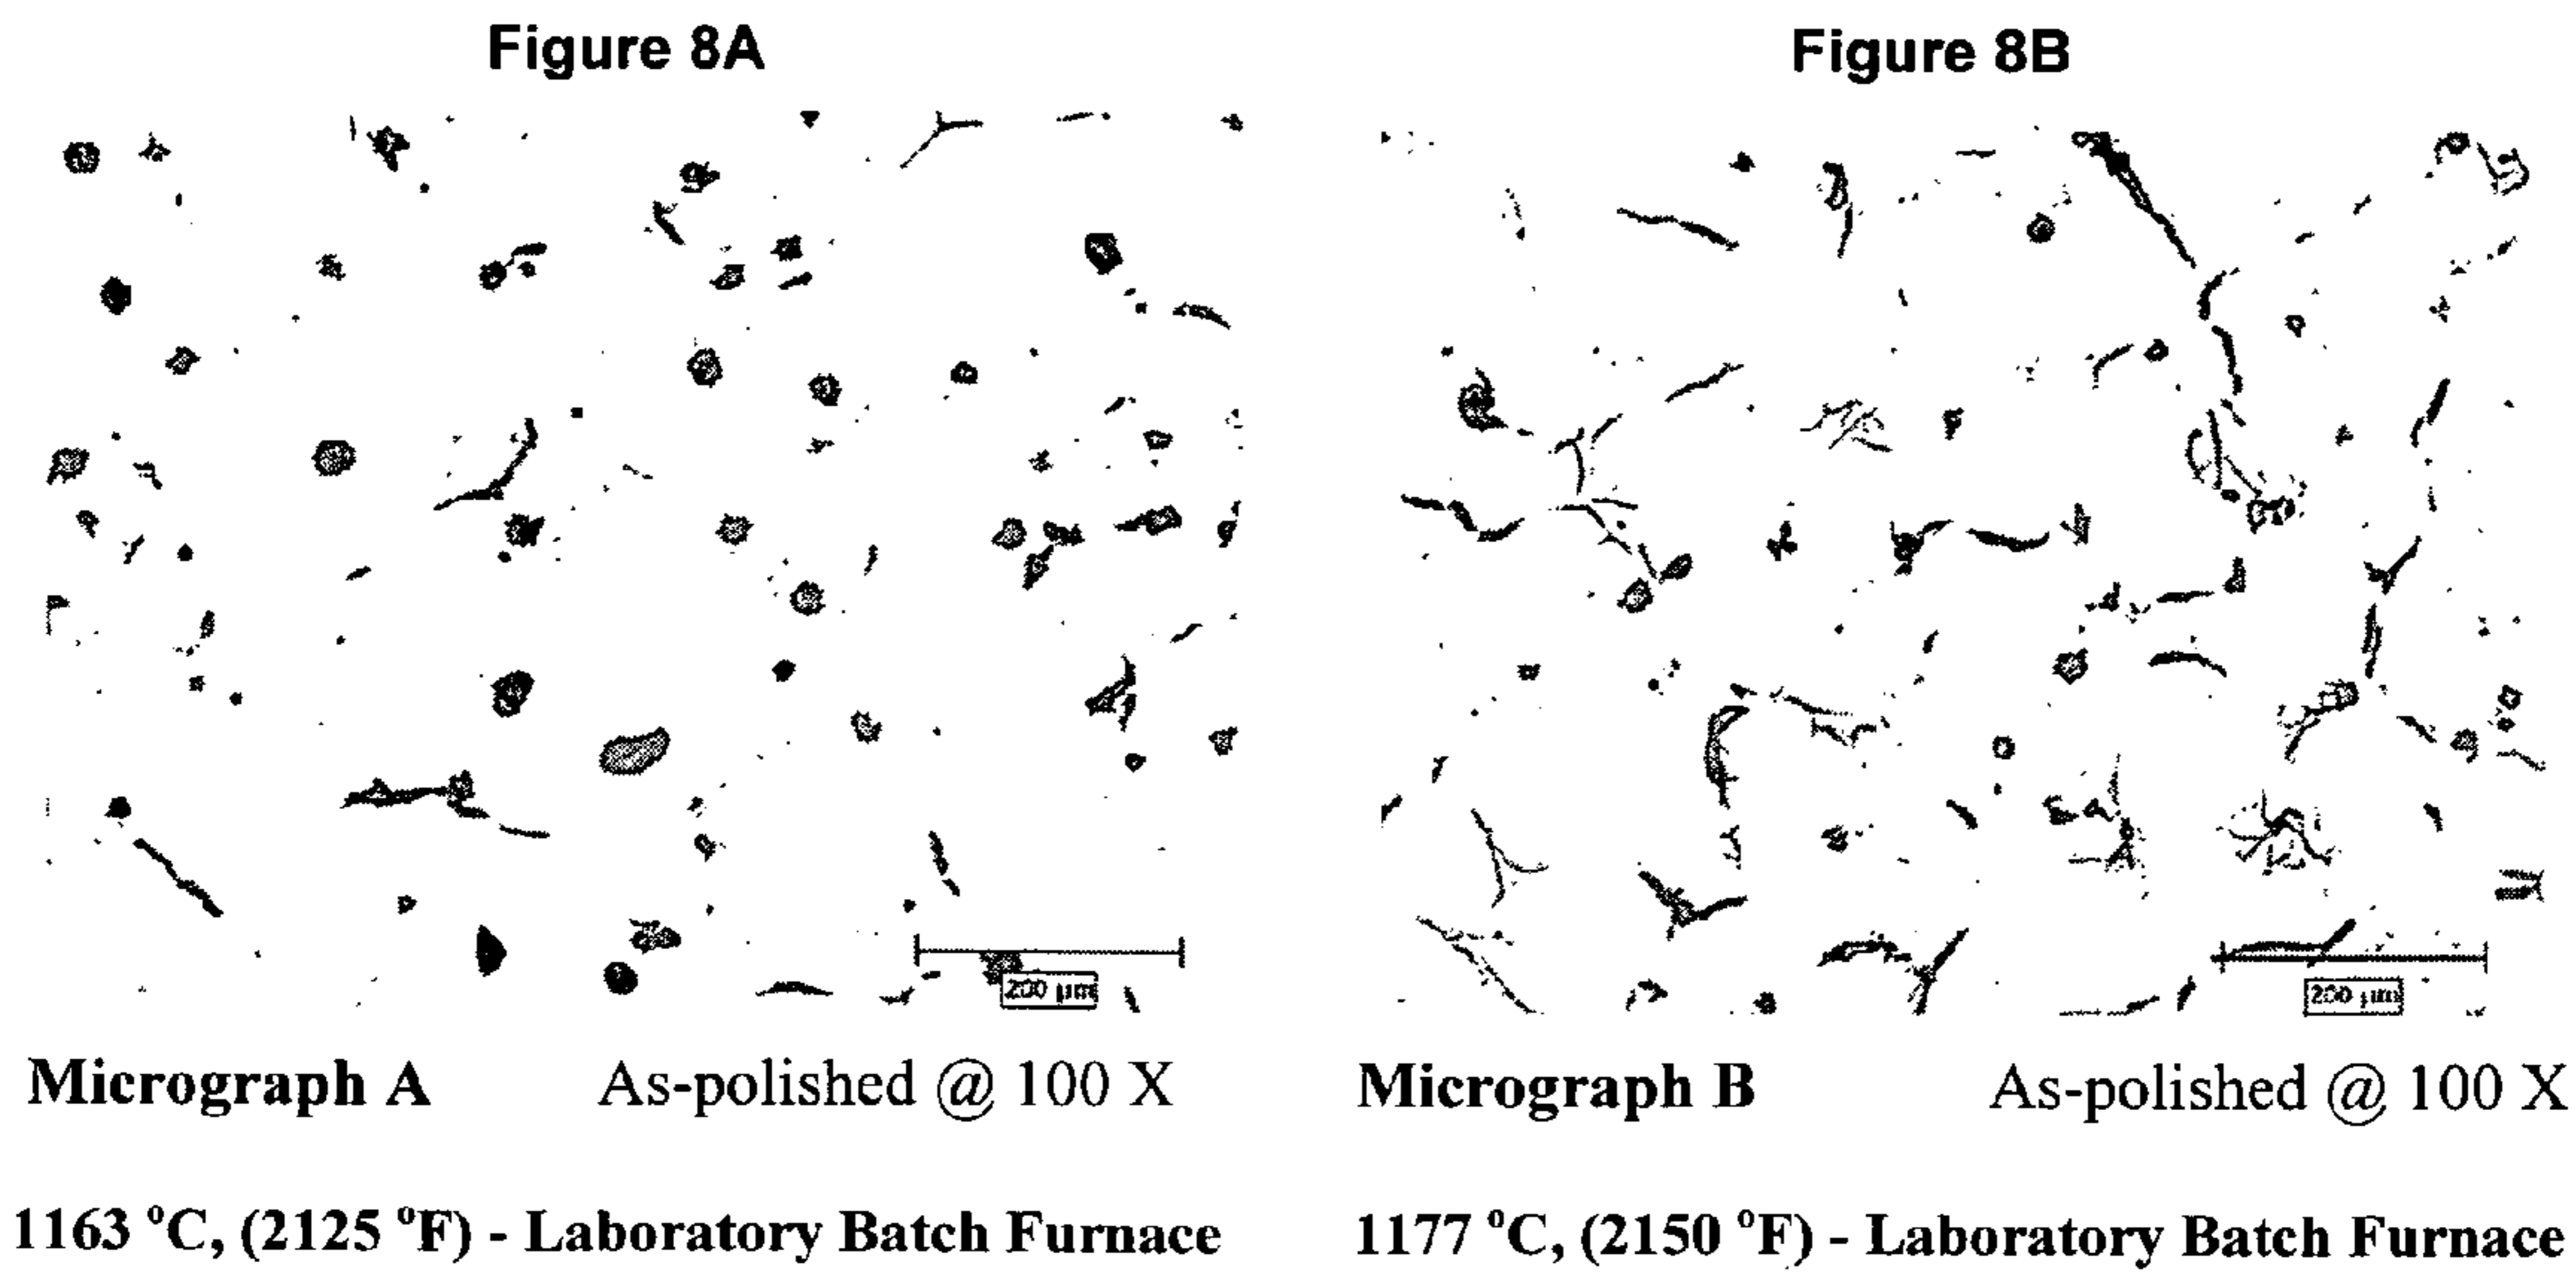 Figure 8A
Figure 8B
200 µm
200 µm
Micrograph A As-polished @ 100 X
Micrograph B As-polished @ 100 X
1163 °C, (2125 °F) - Laboratory Batch Furnace
1177 °C, (2150 °F) - Laboratory Batch Furnace